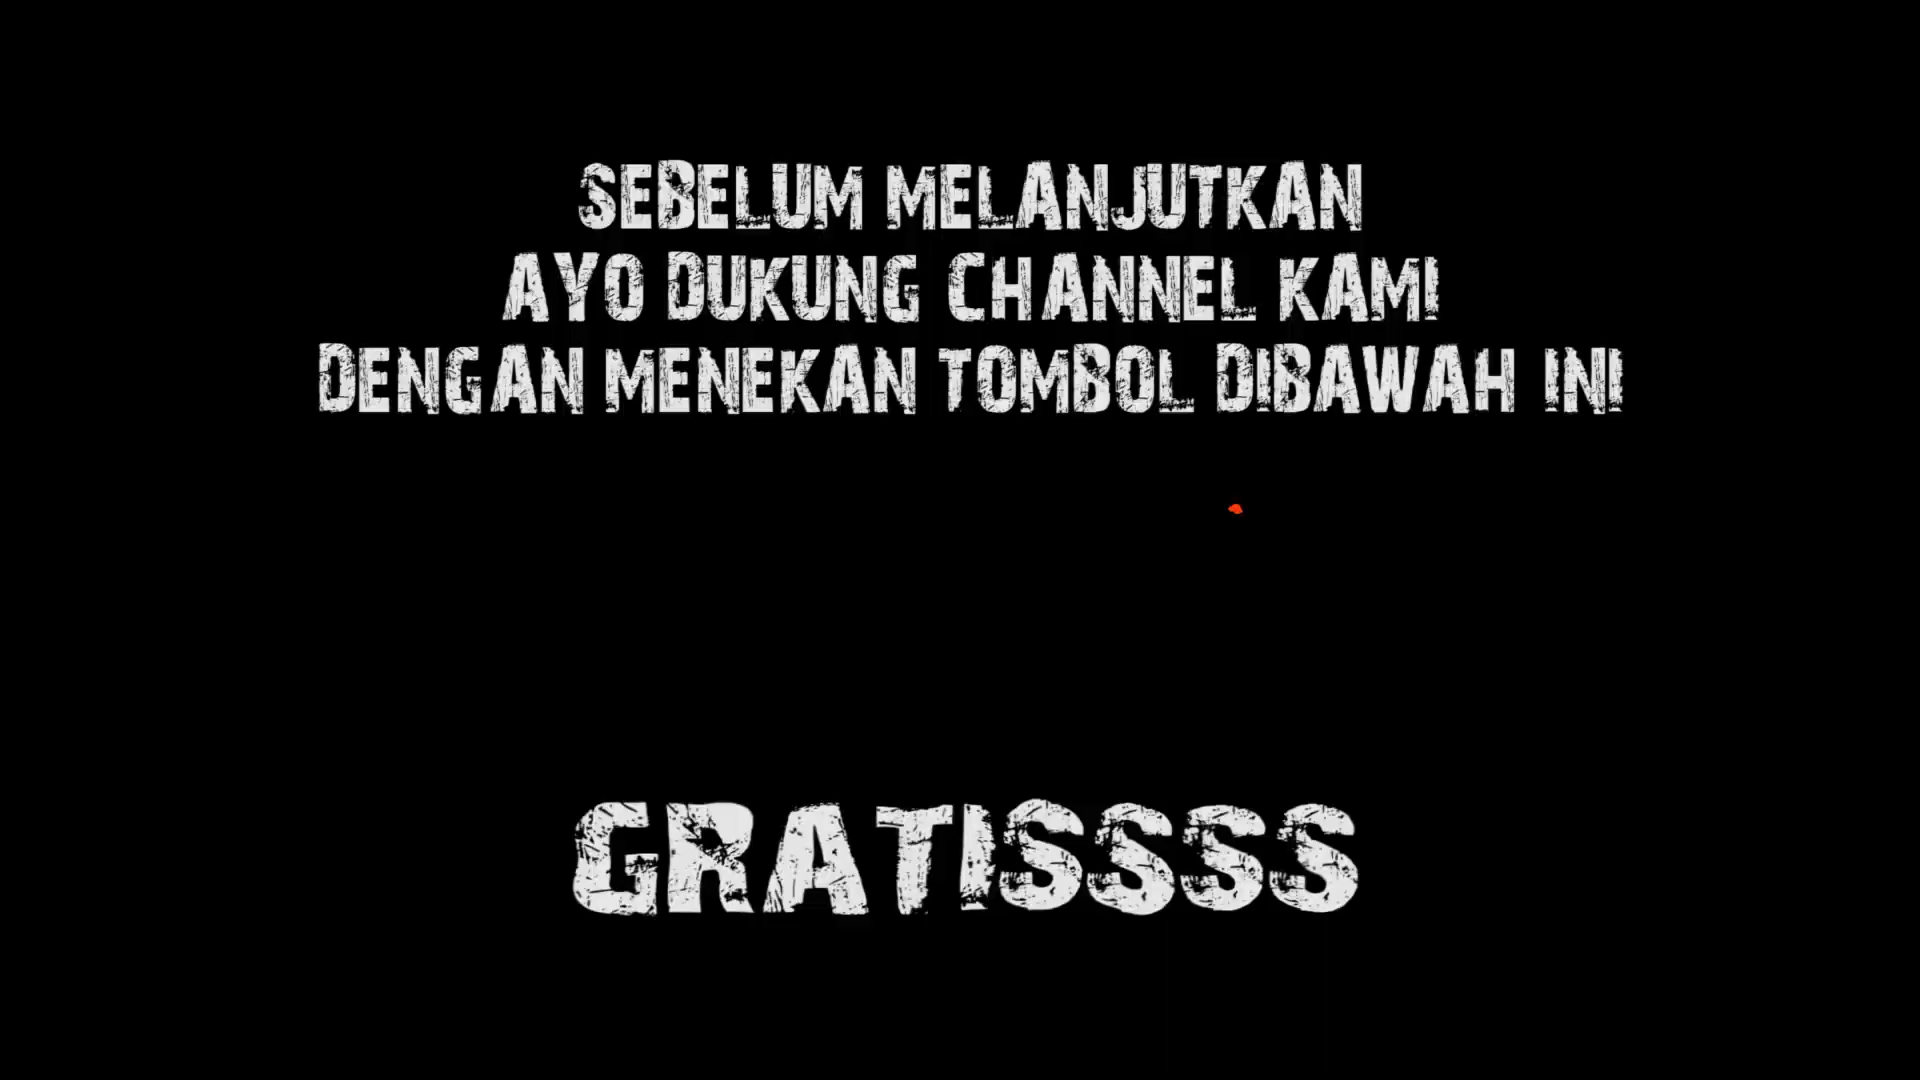 SEBELUM MELANJUTKAN
AYO DUKUNG CHANNEL KAMI
DENGAN MENEKAN TOMBOL DIBAWAH INI
GRATISSSS